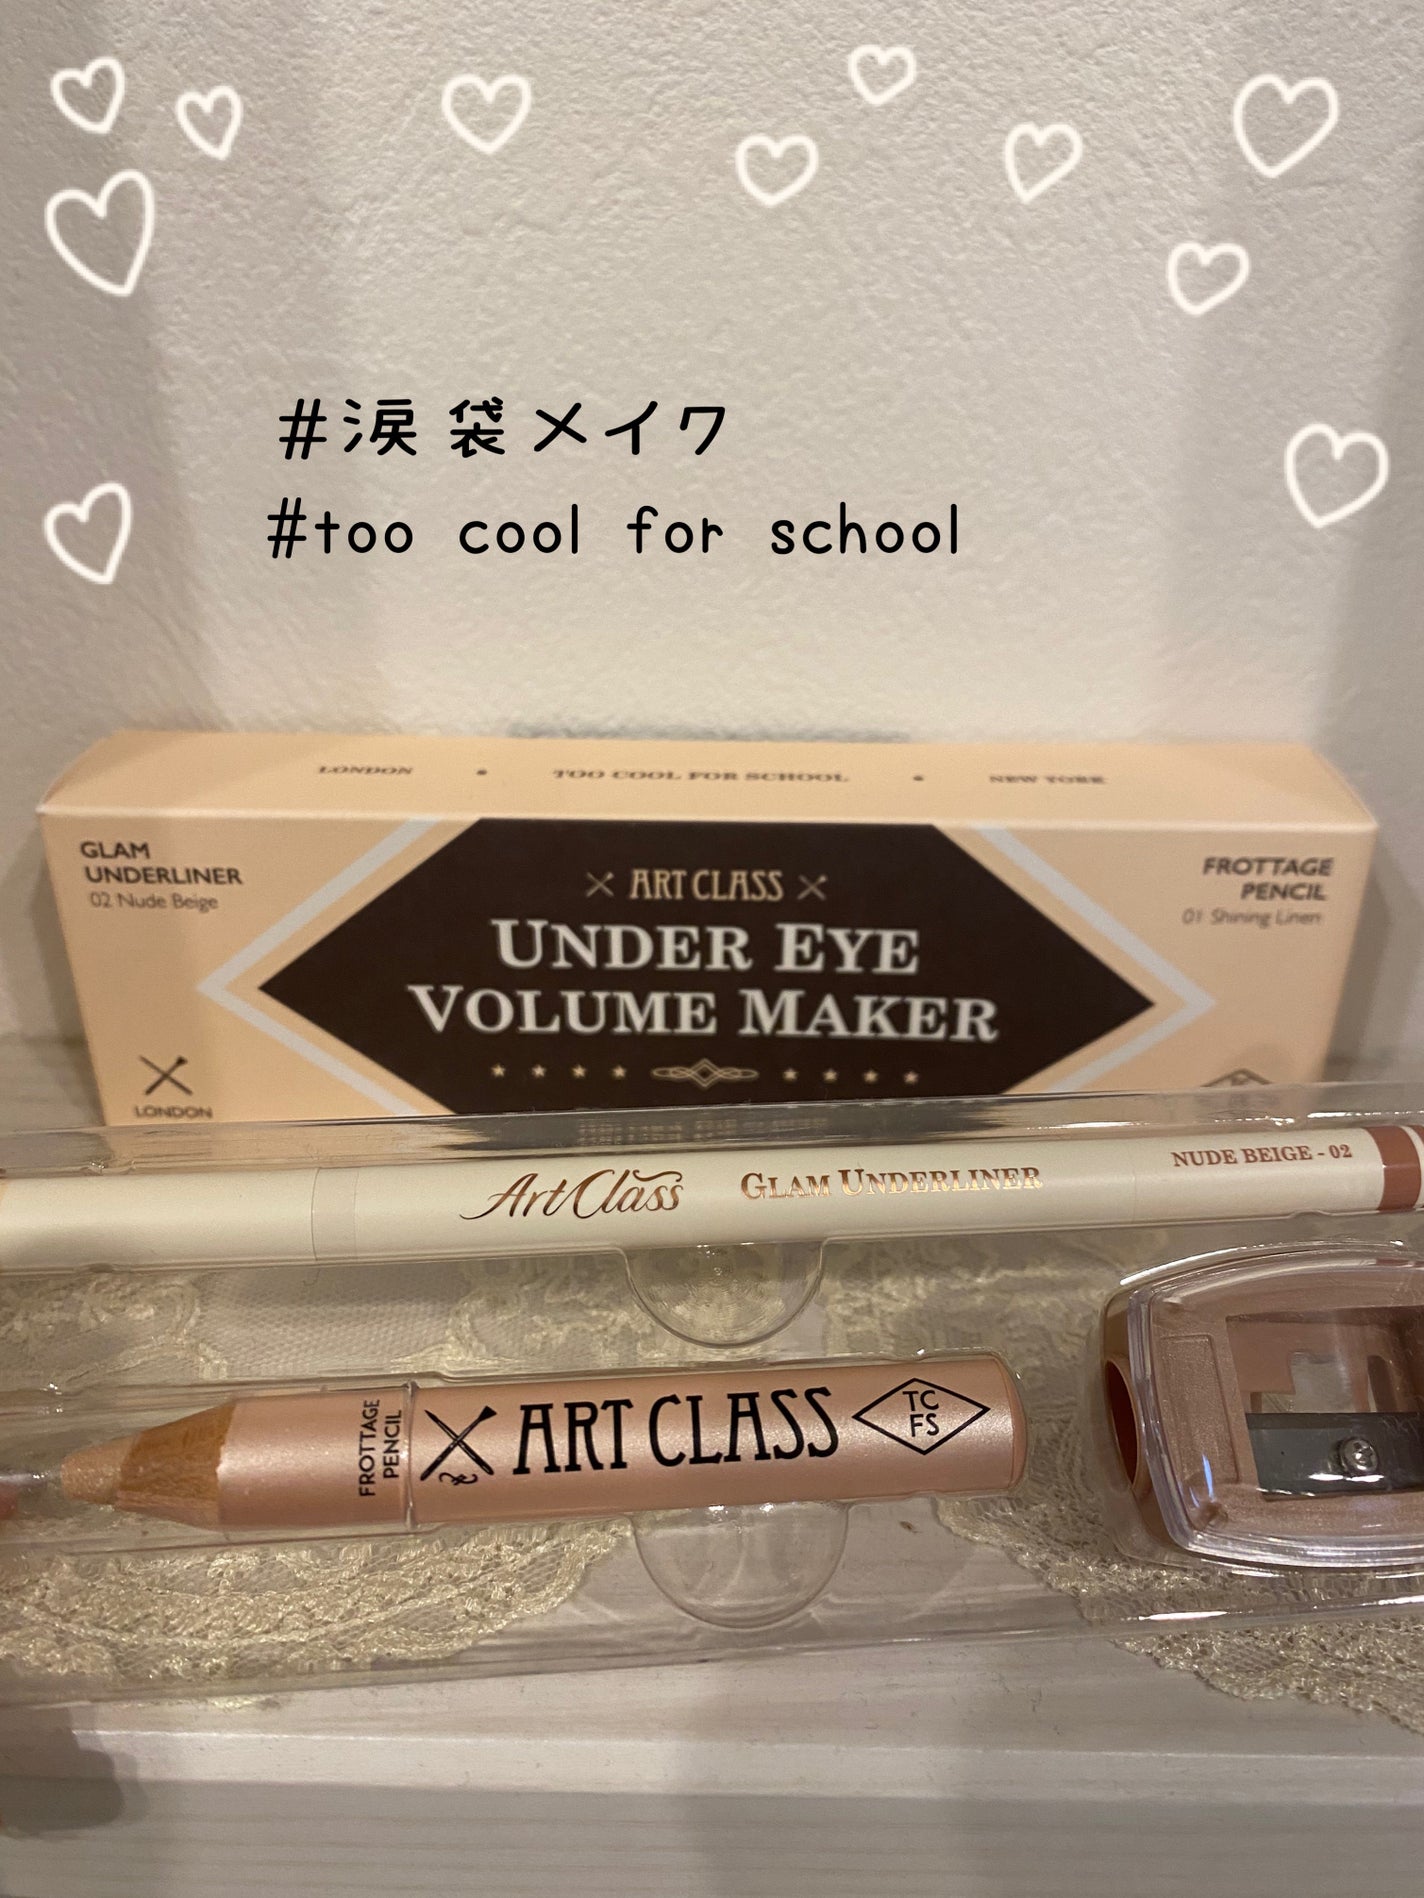 #涙袋メイク
#too cool for school
LONDON • TOO COOL FOR SCHOOL • NEW YORK
GLAM
UNDERLINER
02 Nude Beige
ART CLASS
UNDER EYE
VOLUME MAKER
FROTTAGE
PENCIL
01 Shining Linen
LONDON
Art Class GLAM UNDERLINER NUDE BEIGE - 02
FROTTAGE
PENCIL
ART CLASS
TC
FS